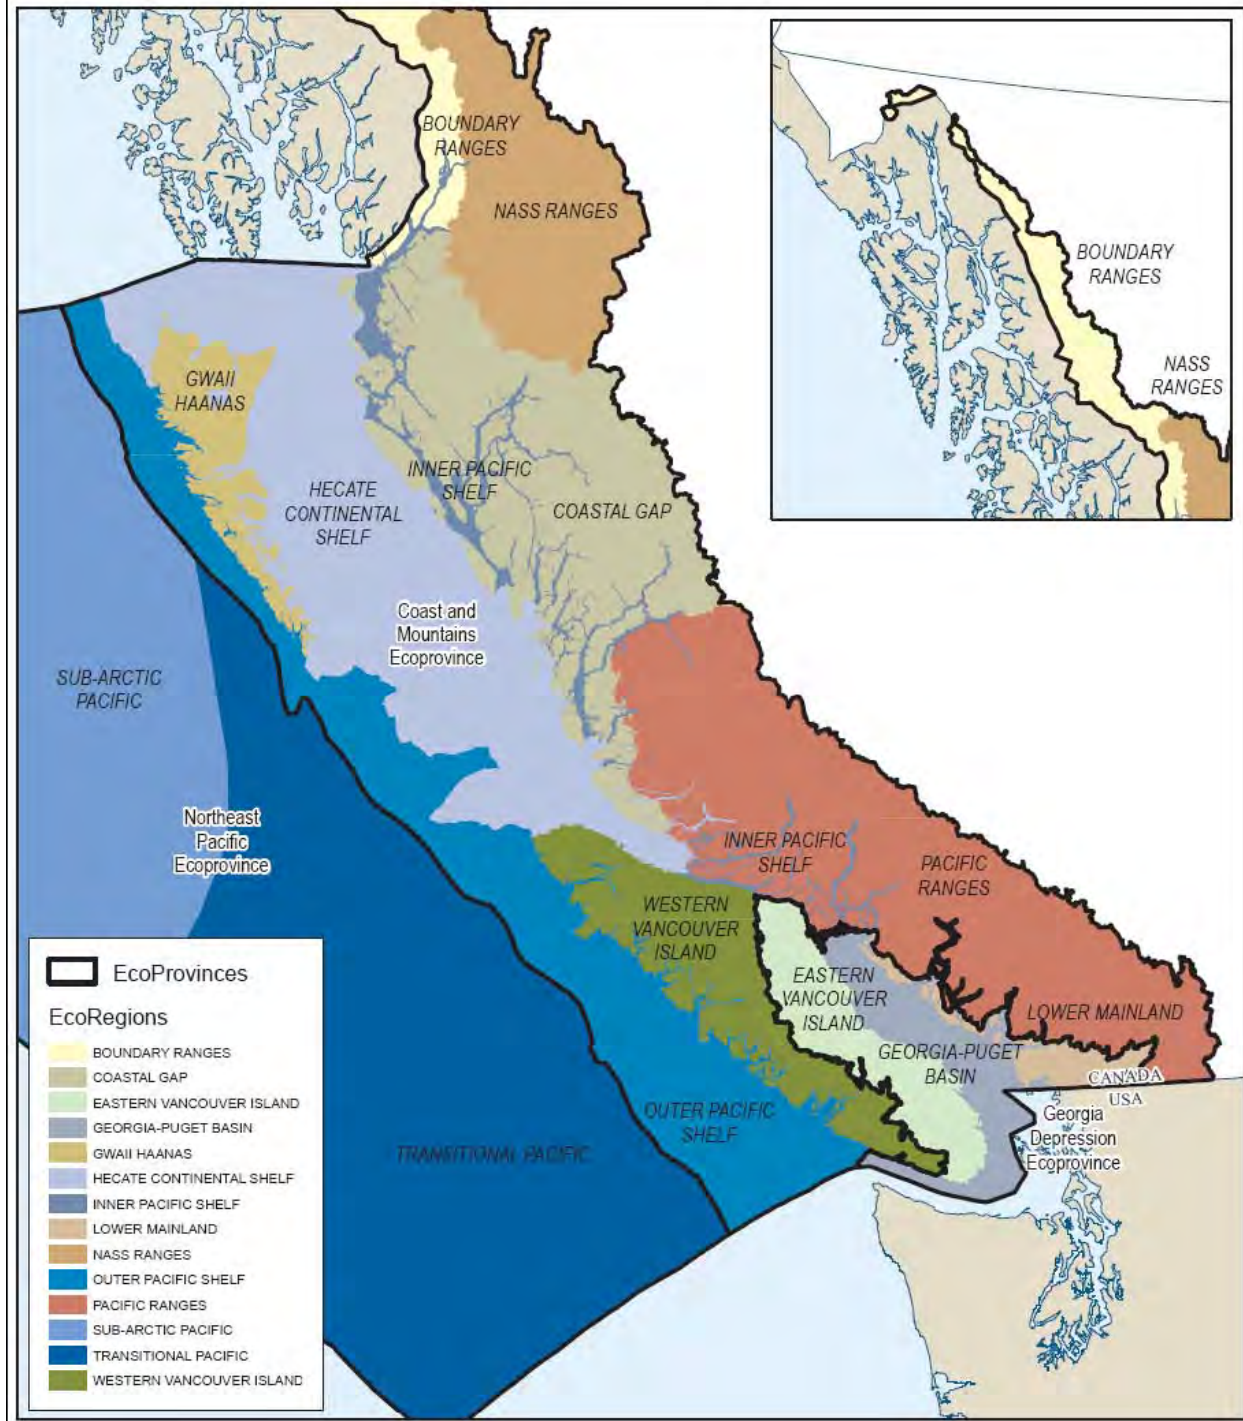 BOUNDARY
RANGES
NASS RANGES
BOUNDARY
RANGES
NASS
RANGES
GWAII
HAANAS
INNER PACIFIC
SHELF
HECATE
CONTINENTAL
SHELF
COASTAL GAP
Coast and
Mountains
Ecoprovince
SUB-ARCTIC
PACIFIC
Northeast
Pacific
Ecoprovince
INNER PACIFIC
SHELF
PACIFIC
RANGES
WESTERN
VANCOUVER
ISLAND
EASTERN
VANCOUVER
ISLAND
LOWER MAINLAND
GEORGIA-PUGET
BASIN
CANADA
USA
Georgia
Depression
Ecoprovince
OUTER PACIFIC
SHELF
TRANSITIONAL PACIFIC
EcoProvinces
EcoRegions
BOUNDARY RANGES
COASTAL GAP
EASTERN VANCOUVER ISLAND
GEORGIA-PUGET BASIN
GWAII HAANAS
HECATE CONTINENTAL SHELF
INNER PACIFIC SHELF
LOWER MAINLAND
NASS RANGES
OUTER PACIFIC SHELF
PACIFIC RANGES
SUB-ARCTIC PACIFIC
TRANSITIONAL PACIFIC
WESTERN VANCOUVER ISLAND